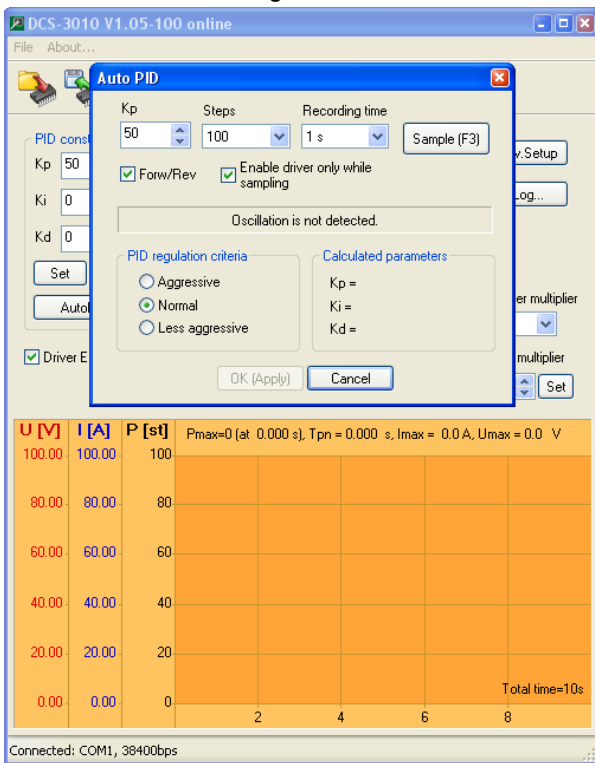 DCS-3010 V1.05-100 online
File About...
Auto PID
Kp Steps Recording time
50 100 1 s Sample (F3)
Forw/Rev Enable driver only while
sampling
Oscillation is not detected.
PID regulation criteria Calculated parameters
Aggressive Kp =
Normal Ki =
Less aggressive Kd =
OK (Apply) Cancel
PID
Kp 50
Ki 0
Kd 0
Set
v.Setup
Log...
er multiplier
Driver E
multiplier
Set
U [V] I [A] P [st] Pmax=0 (at 0.000 s), Tpn = 0.000 s, Imax = 0.0 A, Umax = 0.0 V
100.00 100.00 100
80.00 80.00 80
60.00 60.00 60
40.00 40.00 40
20.00 20.00 20
Total time=10s
0.00 0.00 0
2 4 6 8
Connected: COM1, 38400bps